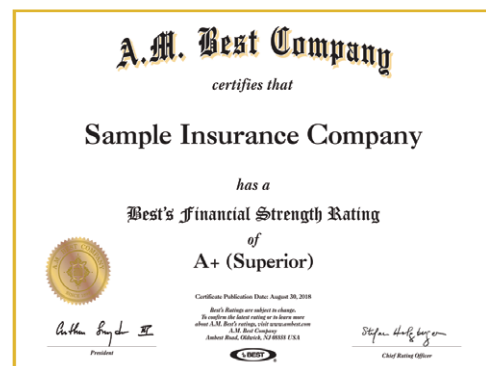 A.M. Best Company
certifies that
Sample Insurance Company
has a
Best's Financial Strength Rating
of
A+ (Superior)
Certificate Publication Date: August 30, 2018
Best's Ratings are subject to change.
To confirm the latest rating or to learn more
about A.M. Best's ratings, visit www.ambest.com
A.M. Best Company
Ambest Road, Oldwick, NJ 08858 USA
President
BEST
Chief Rating Officer